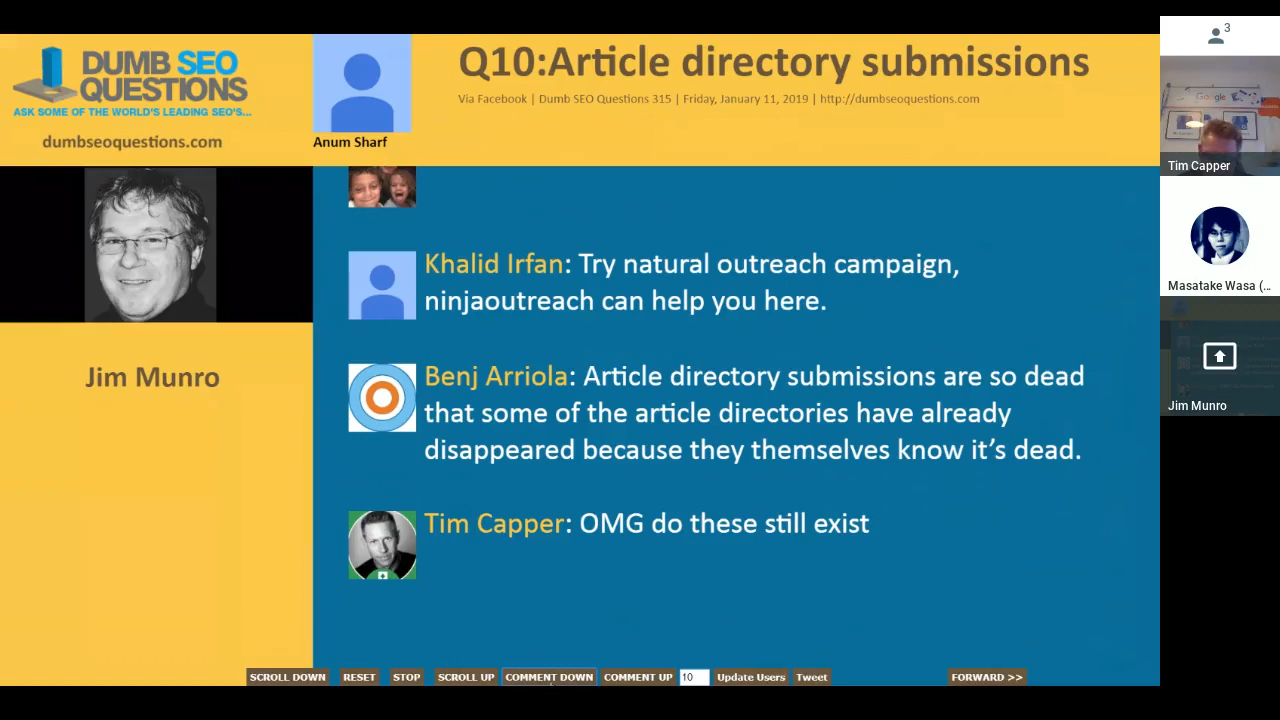 DUMB SEO
QUESTIONS
ASK SOME OF THE WORLD'S LEADING SEO'S...
dumbseoquestions.com
Anum Sharf
Q10:Article directory submissions
Via Facebook | Dumb SEO Questions 315 | Friday, January 11, 2019 | http://dumbseoquestions.com
Jim Munro
Khalid Irfan: Try natural outreach campaign,
ninjaoutreach can help you here.
Benj Arriola: Article directory submissions are so dead
that some of the article directories have already
disappeared because they themselves know it's dead.
Tim Capper: OMG do these still exist
SCROLL DOWN RESET STOP SCROLL UP COMMENT DOWN COMMENT UP 10 Update Users Tweet FORWARD >>
3
Google
Tim Capper
Masatake Wasa (...
Jim Munro